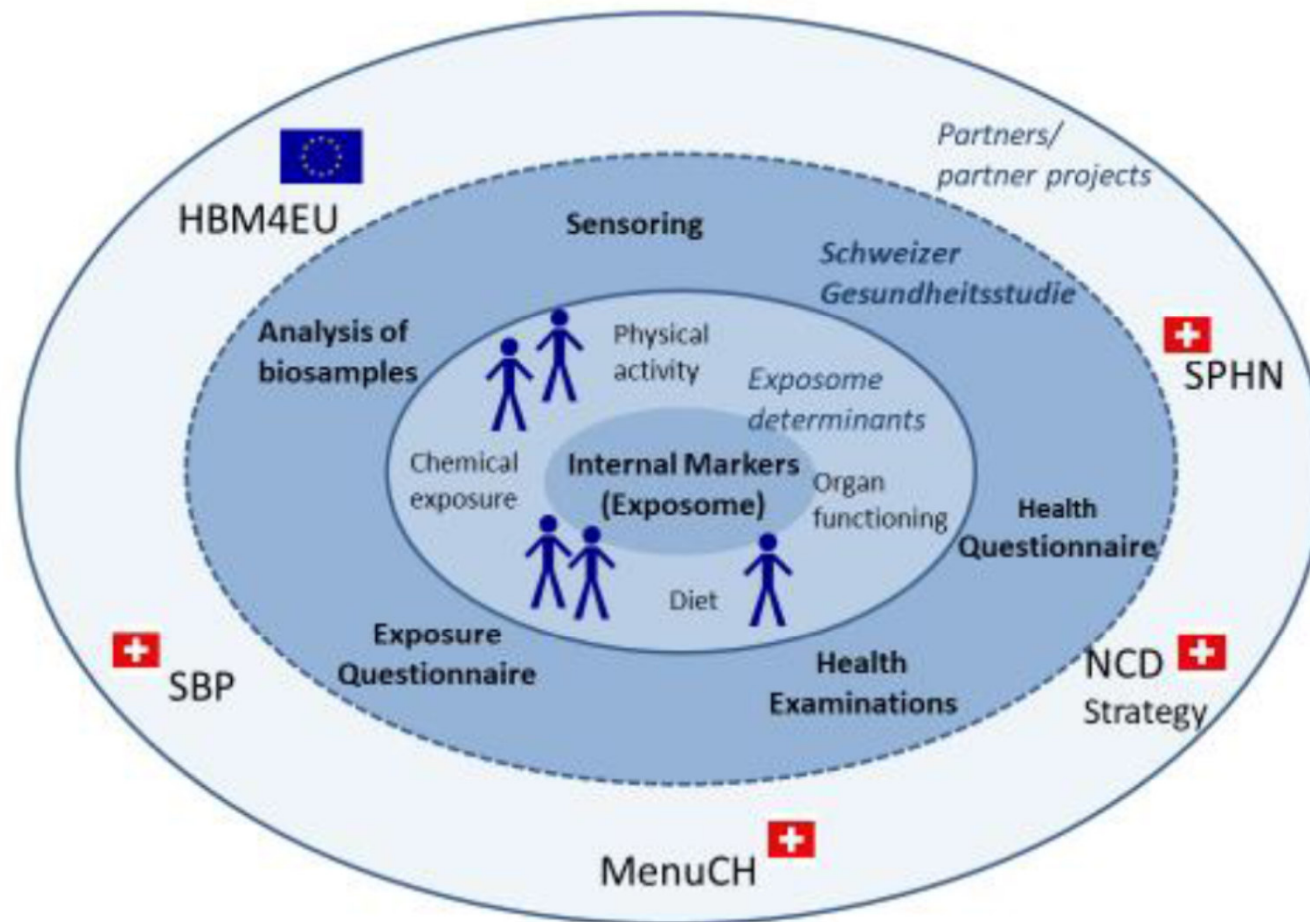 Partners/
partner projects
HBM4EU
Sensoring
Schweizer
Gesundheitsstudie
Analysis of
biosamples
Physical
activity
SPHN
Exposome
determinants
Chemical
exposure
Internal Markers
(Exposome)
Organ
functioning
Health
Questionnaire
Diet
Exposure
Questionnaire
Health
Examinations
SBP
NCD
Strategy
MenuCH